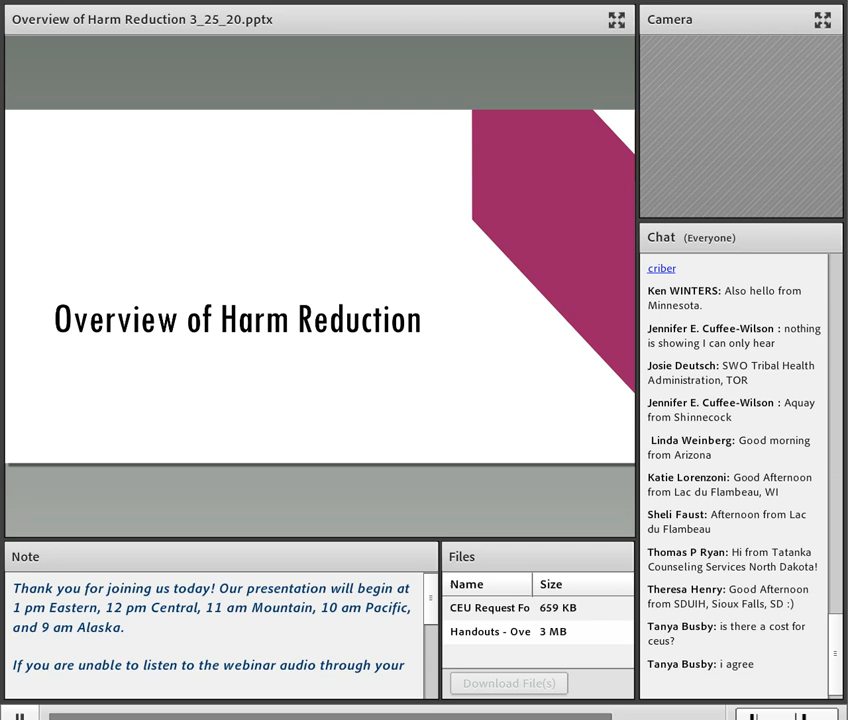 Overview of Harm Reduction 3_25_20.pptx
Overview of Harm Reduction
Camera
Chat (Everyone)
criber
Ken WINTERS: Also hello from
Minnesota.
Jennifer E. Cuffee-Wilson : nothing
is showing I can only hear
Josie Deutsch: SWO Tribal Health
Administration, TOR
Jennifer E. Cuffee-Wilson : Aquay
from Shinnecock
Linda Weinberg: Good morning
from Arizona
Katie Lorenzoni: Good Afternoon
from Lac du Flambeau, WI
Sheli Faust: Afternoon from Lac
du Flambeau
Thomas P Ryan: Hi from Tatanka
Counseling Services North Dakota!
Theresa Henry: Good Afternoon
from SDUIH, Sioux Falls, SD :)
Tanya Busby: is there a cost for
ceus?
Tanya Busby: i agree
Note
Thank you for joining us today! Our presentation will begin at
1 pm Eastern, 12 pm Central, 11 am Mountain, 10 am Pacific,
and 9 am Alaska.
If you are unable to listen to the webinar audio through your
Files
Name Size
CEU Request Fo 659 KB
Handouts - Ove 3 MB
Download File(s)